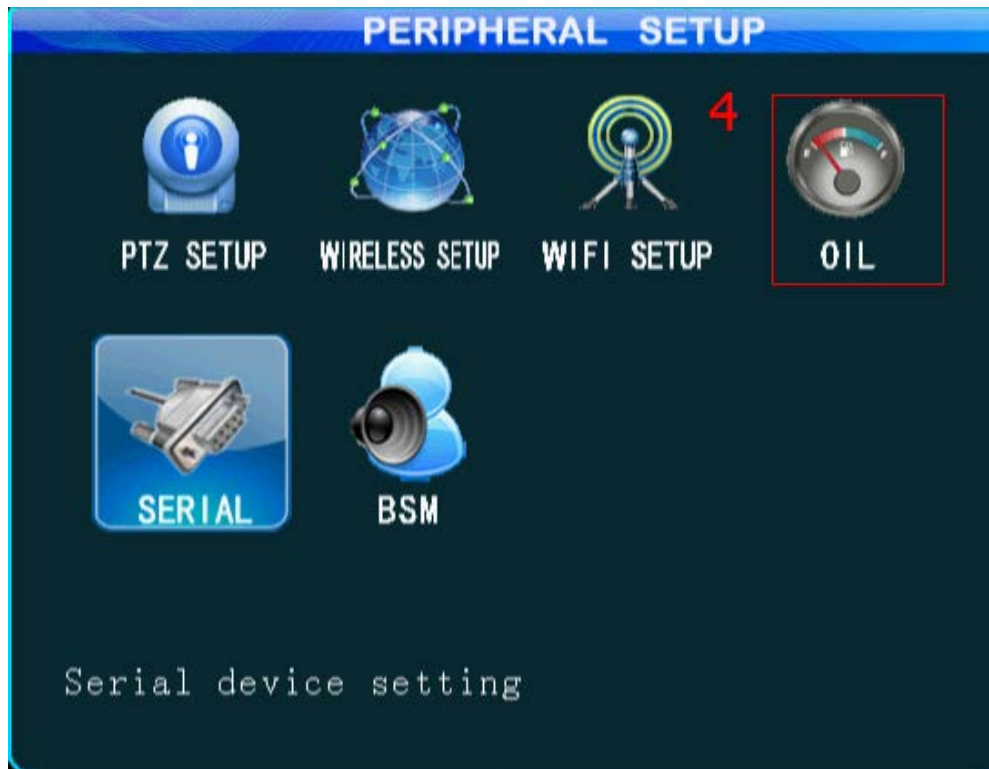 PERIPHERAL SETUP
4
PTZ SETUP
WIRELESS SETUP
WIFI SETUP
OIL
SERIAL
BSM
Serial device setting